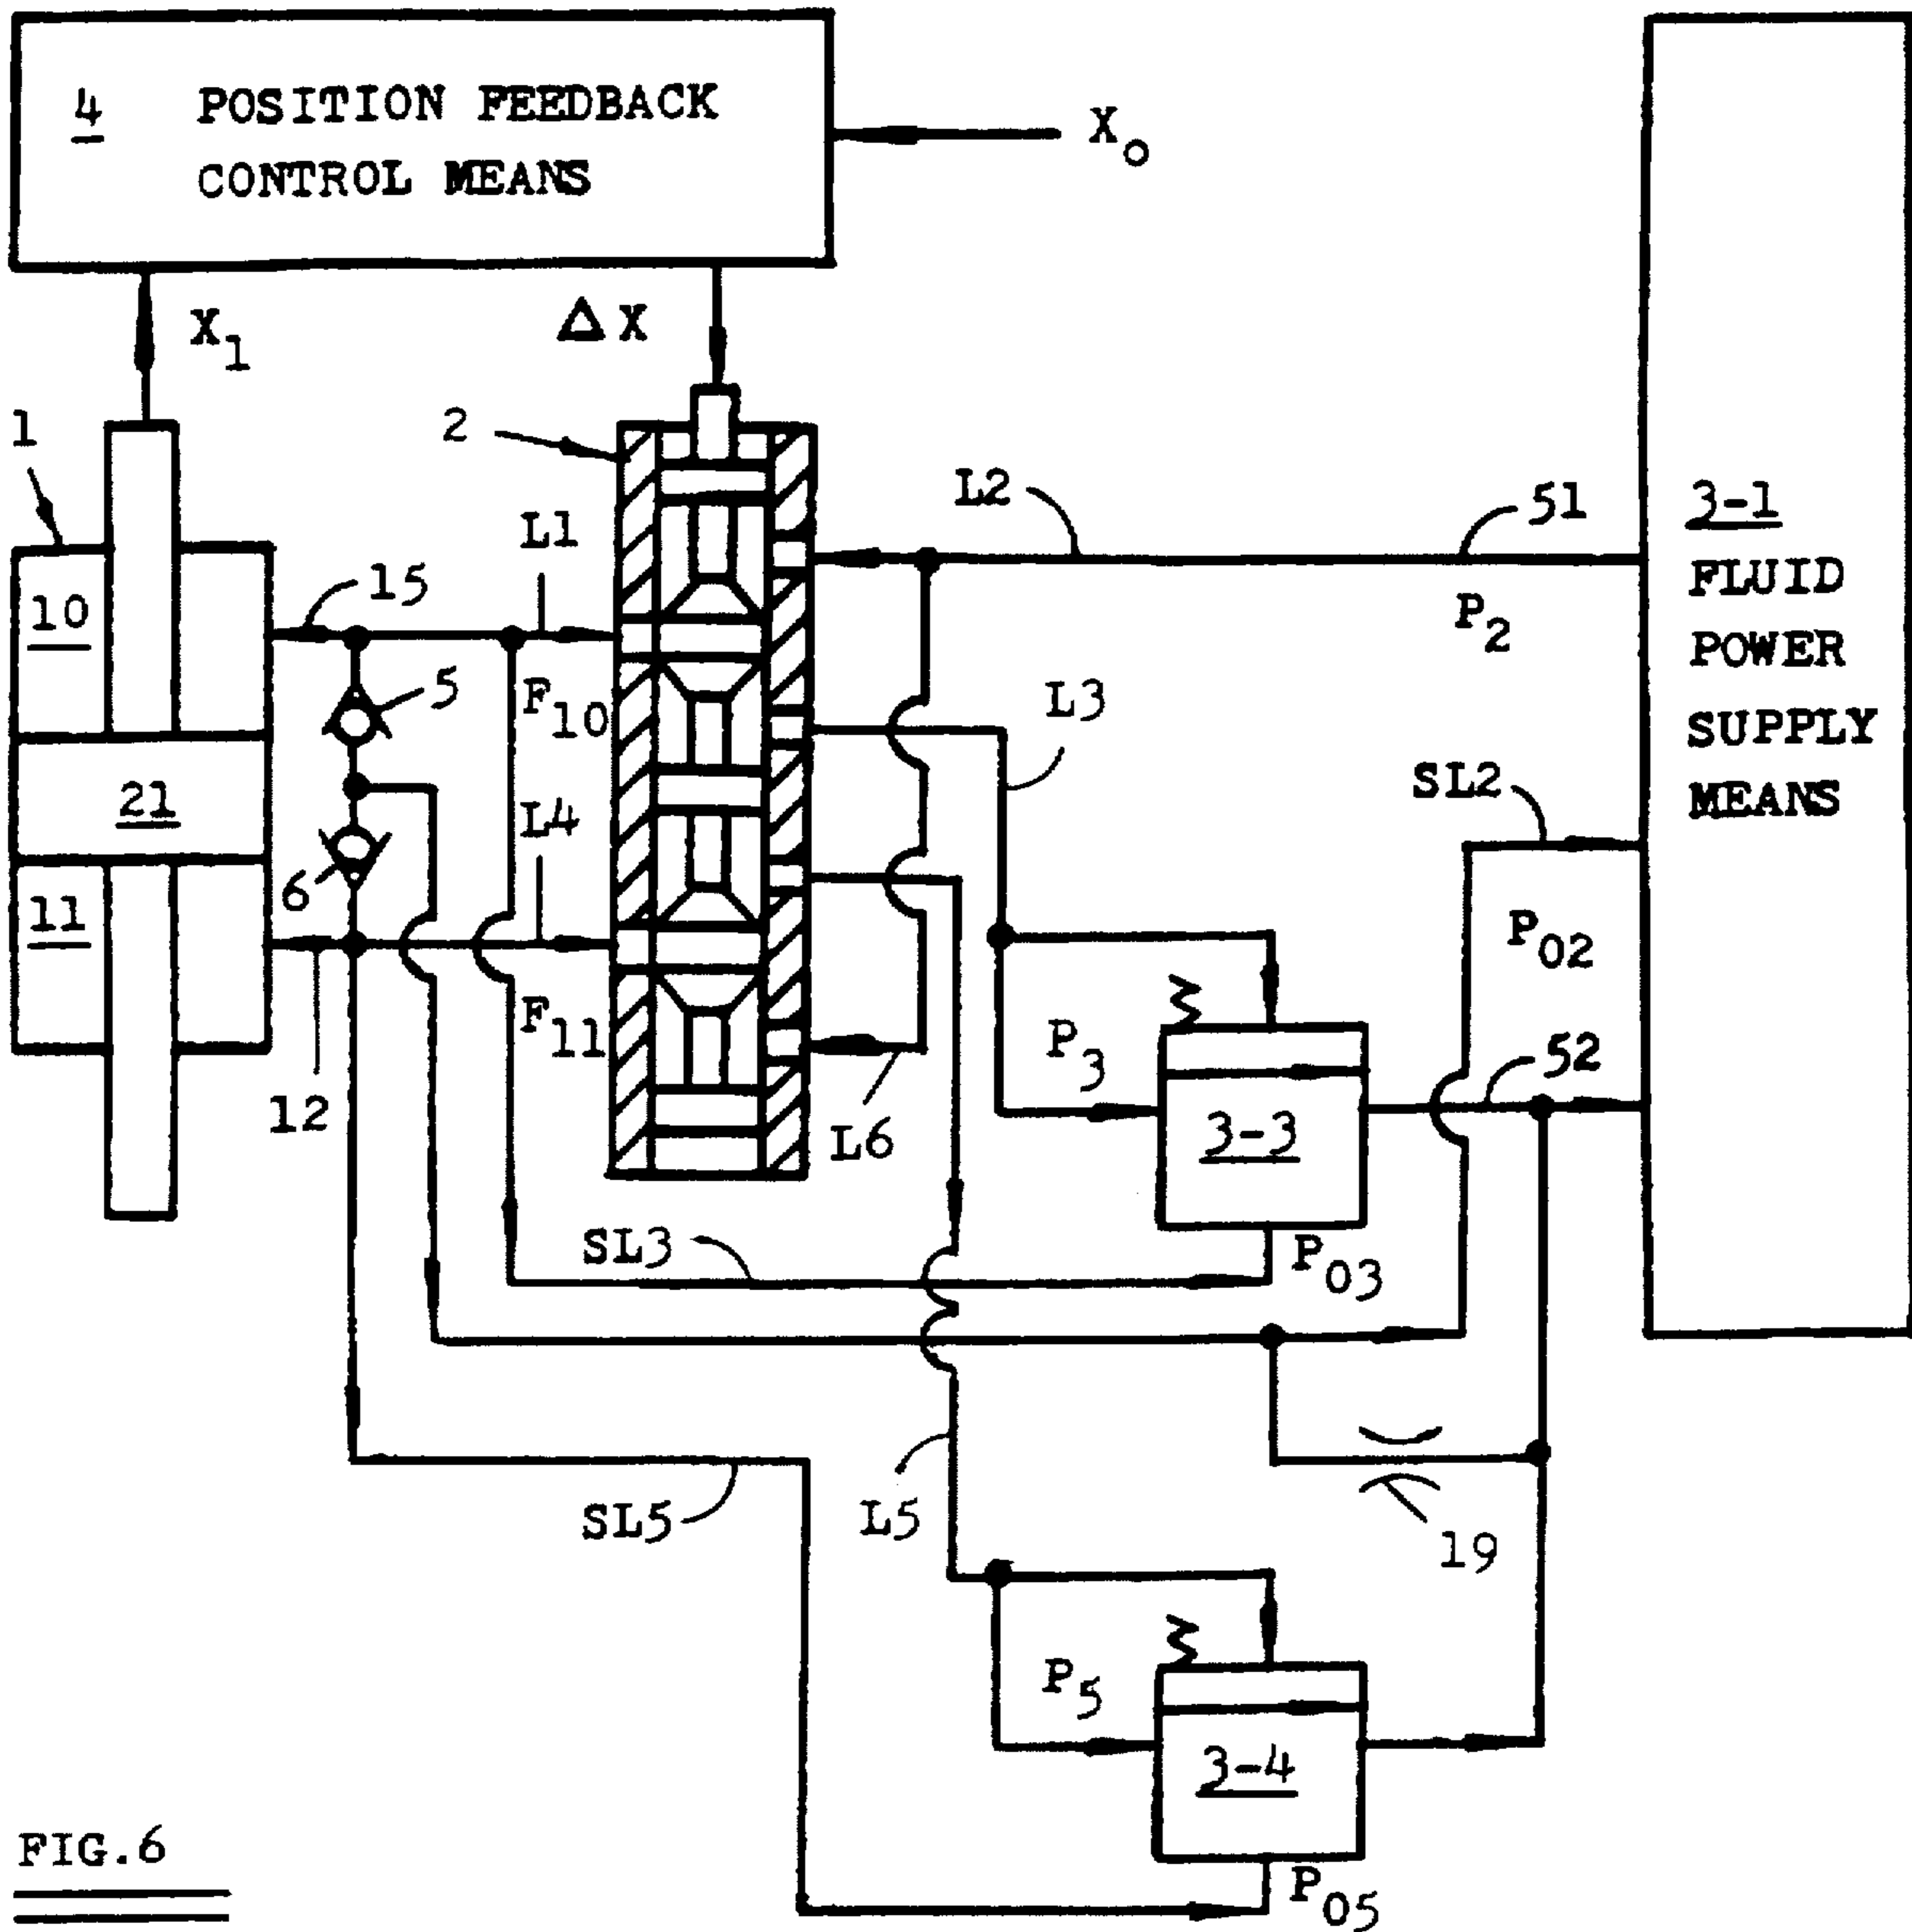 4 POSITION FEEDBACK
CONTROL MEANS
X₀
X₁
ΔX
1
2
L2
51
3-1
FLUID
POWER
SUPPLY
MEANS
L1
15
10
P₂
5
F₁₀
L3
21
L4
SL2
6
11
P₀₂
F₁₁
P₃
52
12
L6
3-3
SL3
P₀₃
SL5
L5
19
P₅
3-4
P₀₅
FIG.6